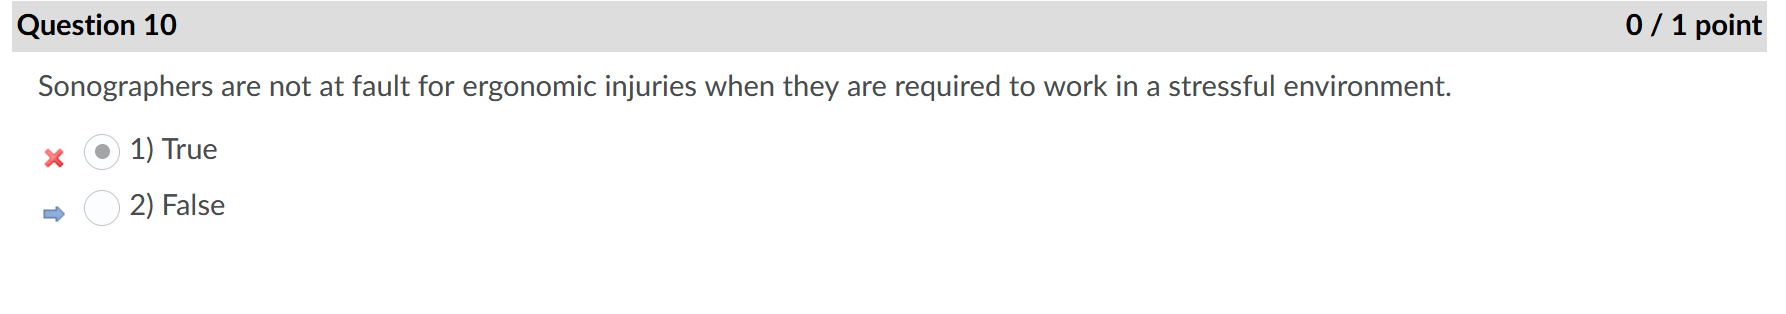 Question 10 0 / 1 point
Sonographers are not at fault for ergonomic injuries when they are required to work in a stressful environment.
1) True
2) False